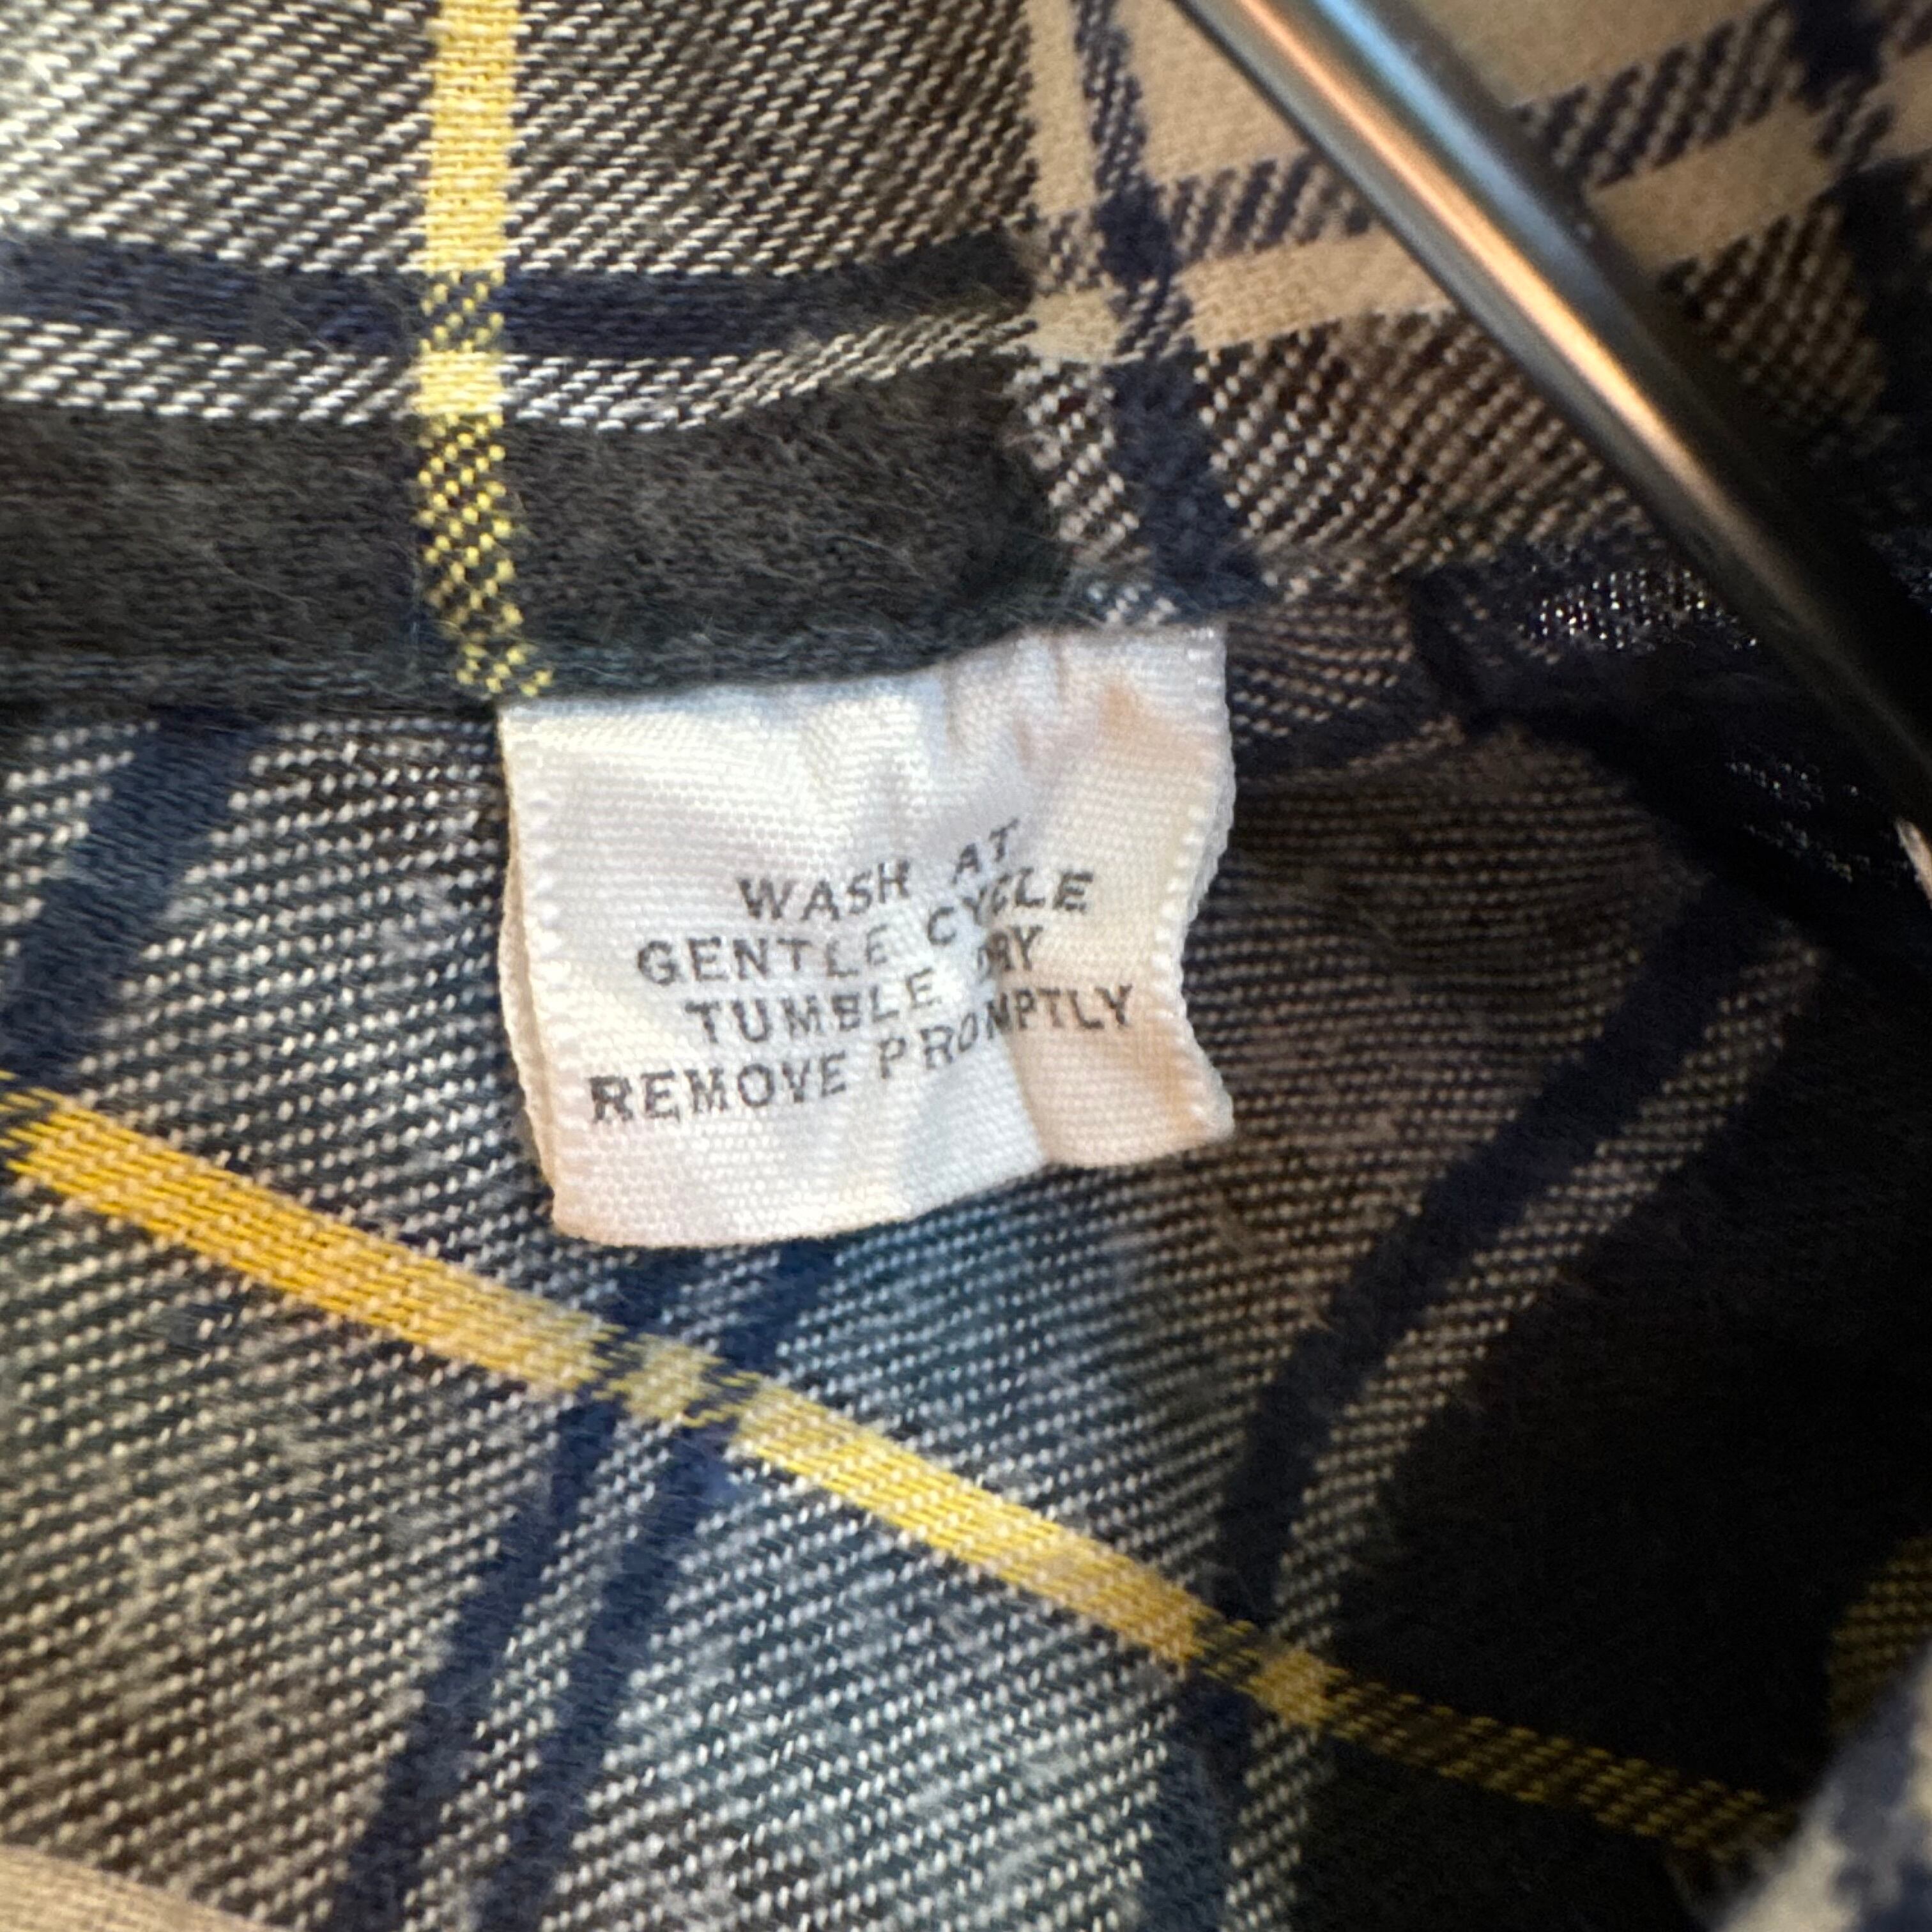 WASH AT
GENTLE CYCLE
TUMBLE DRY
REMOVE PROMPTLY